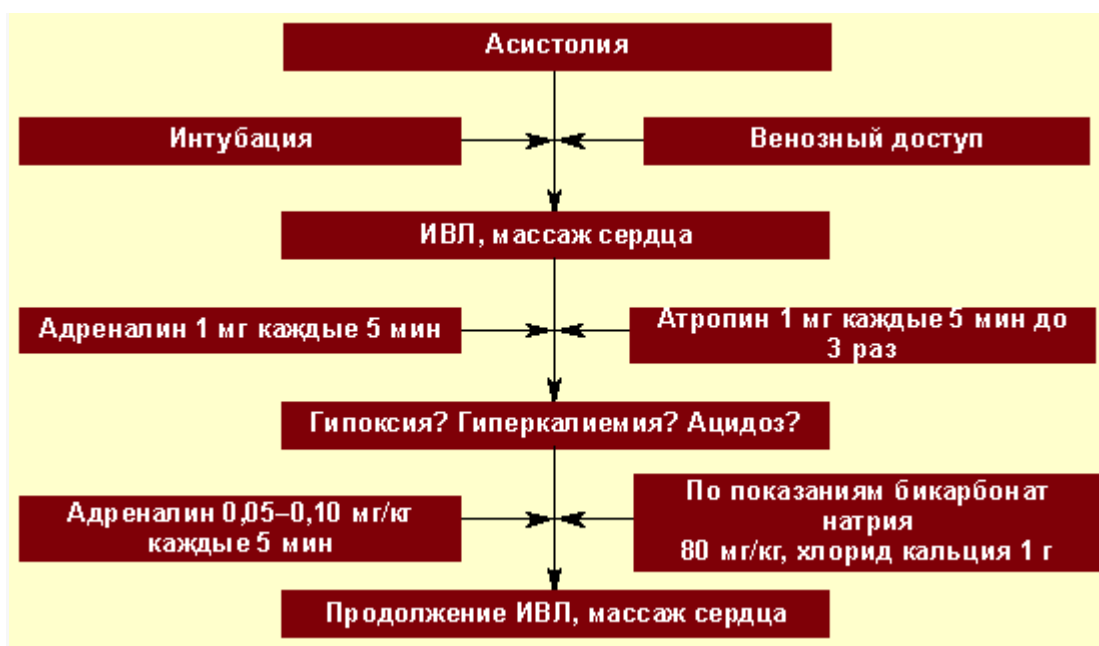 Асистолия
Интубация
Венозный доступ
ИВЛ, массаж сердца
Адреналин 1 мг каждые 5 мин
Атропин 1 мг каждые 5 мин до
3 раз
Гипоксия? Гиперкалиемия? Ацидоз?
Адреналин 0,05–0,10 мг/кг
каждые 5 мин
По показаниям бикарбонат
натрия
80 мг/кг, хлорид кальция 1 г
Продолжение ИВЛ, массаж сердца